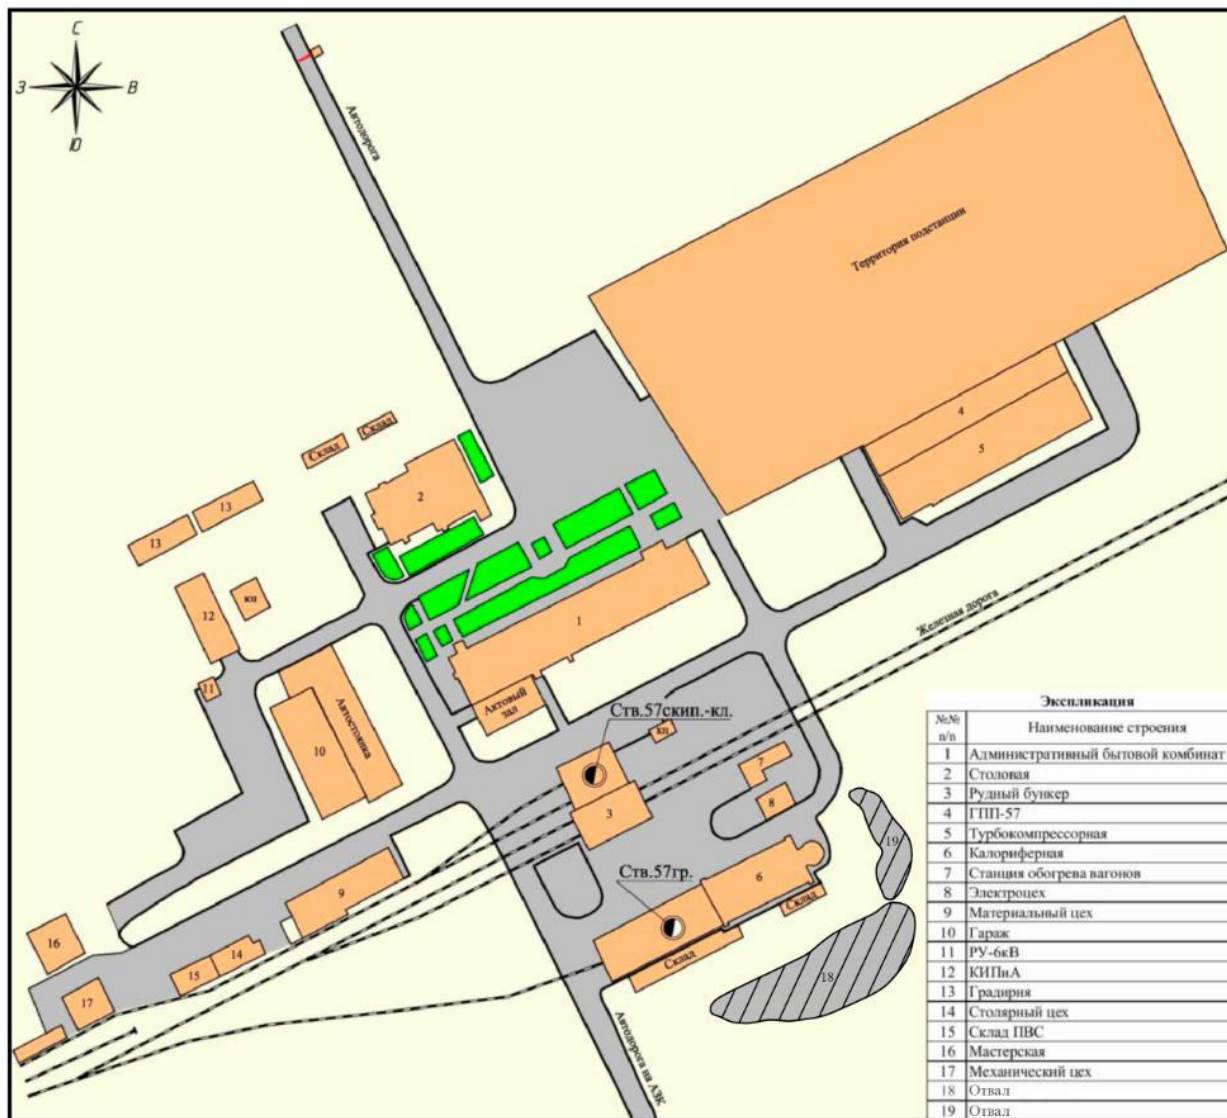 С
З
В
Ю
Автодорога
Территория подстанции
4
5
Склад
Склад
2
13
13
12
кн
11
1
Железная дорога
Автостоянка
10
Актовый
зал
Ств.57скип.-кл.
кц
7
8
3
19
Ств.57гр.
6
Склад
9
16
14
15
Склад
18
17
Автодорога на АЗК
Экспликация
№№ п/п
Наименование строения
1 Административный бытовой комбинат
2 Столовая
3 Рудный бункер
4 ГПП-57
5 Турбокомпрессорная
6 Калориферная
7 Станция обогрева вагонов
8 Электроцех
9 Материальный цех
10 Гараж
11 РУ-6кВ
12 КИПиА
13 Градирня
14 Столярный цех
15 Склад ПВС
16 Мастерская
17 Механический цех
18 Отвал
19 Отвал